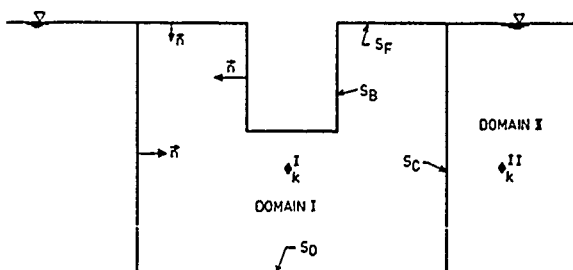 n⃗
S_F
n⃗
S_B
DOMAIN II
ϕ_k^I
n⃗
S_C
ϕ_k^II
DOMAIN I
S_0